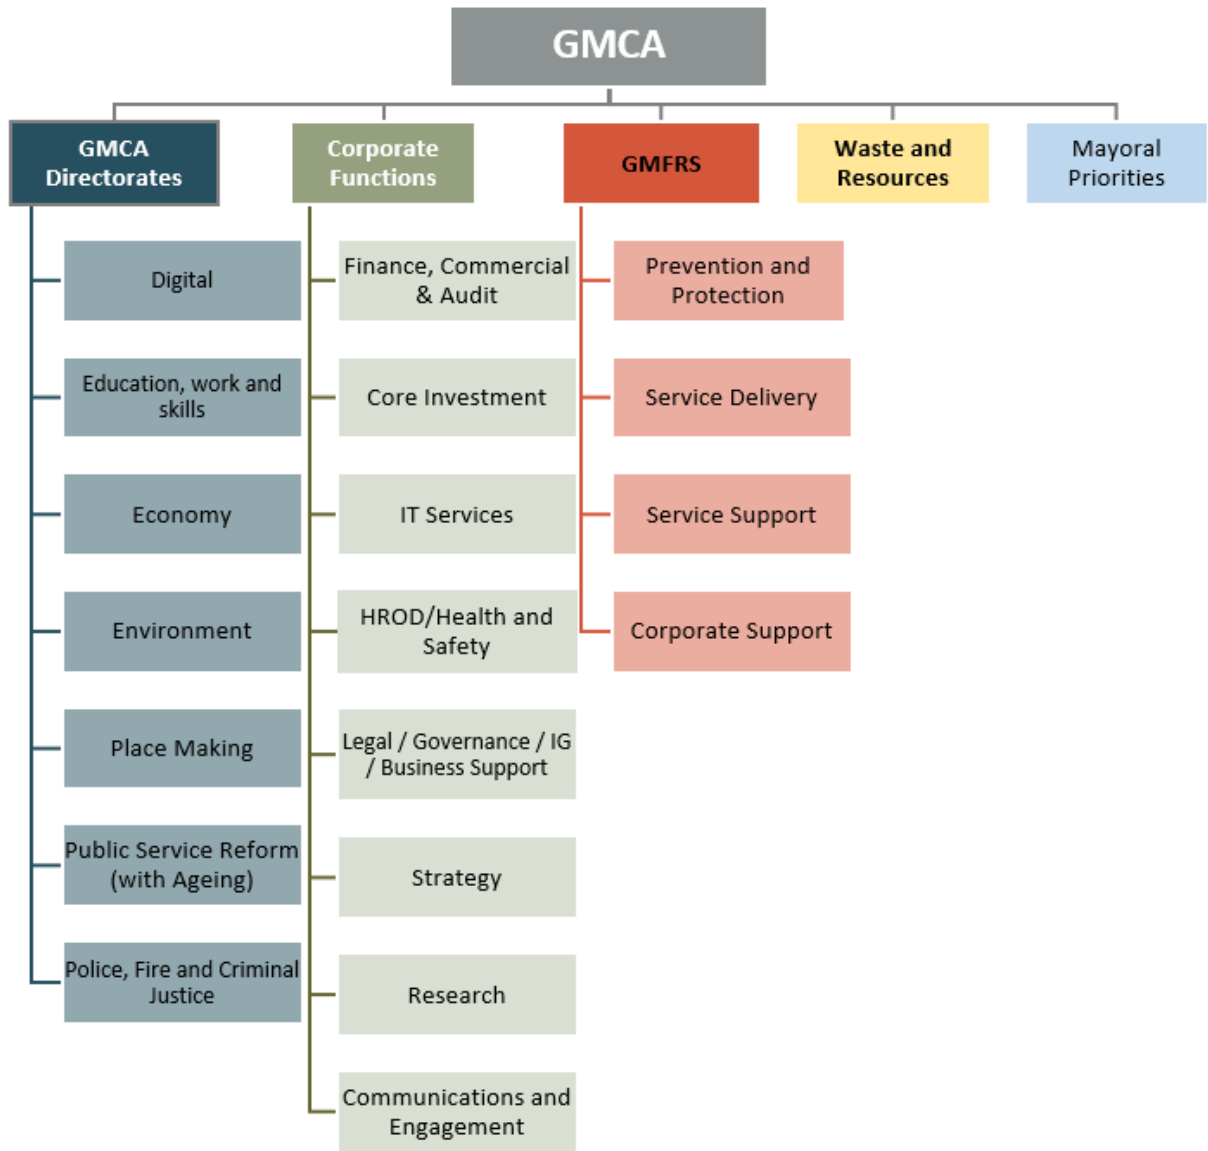 GMCA
GMCA
Directorates
Corporate
Functions
GMFRS
Waste and
Resources
Mayoral
Priorities
Digital
Education, work and
skills
Economy
Environment
Place Making
Public Service Reform
(with Ageing)
Police, Fire and Criminal
Justice
Finance, Commercial
& Audit
Core Investment
IT Services
HROD/Health and
Safety
Legal / Governance / IG
/ Business Support
Strategy
Research
Communications and
Engagement
Prevention and
Protection
Service Delivery
Service Support
Corporate Support